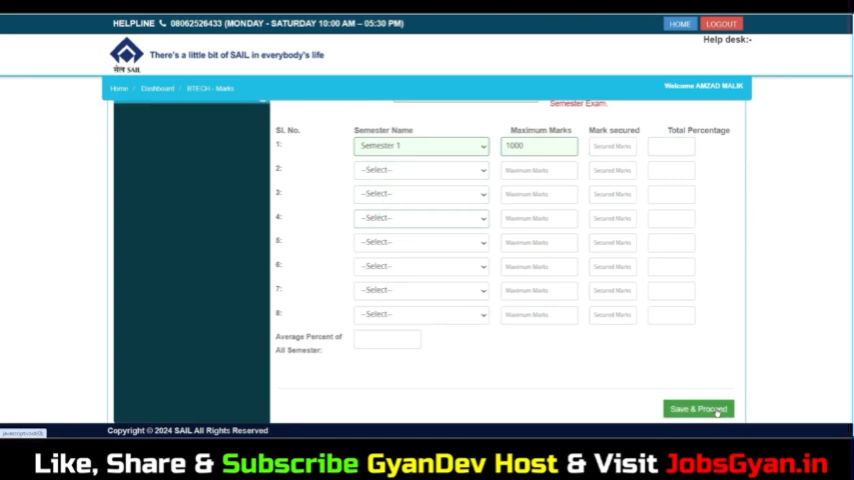 HELPLINE 08062526433 (MONDAY - SATURDAY 10:00 AM – 05:30 PM)
HOME LOGOUT
Help desk:-
There's a little bit of SAIL in everybody's life
सेल SAIL
Home / Dashboard / BTECH - Marks
Welcome AMZAD MALIK
Semester Exam.
Sl. No. Semester Name Maximum Marks Mark secured Total Percentage
1: Semester 1 1000 Secured Marks
2: --Select-- Maximum Marks Secured Marks
3: --Select-- Maximum Marks Secured Marks
4: --Select-- Maximum Marks Secured Marks
5: --Select-- Maximum Marks Secured Marks
6: --Select-- Maximum Marks Secured Marks
7: --Select-- Maximum Marks Secured Marks
8: --Select-- Maximum Marks Secured Marks
Average Percent of
All Semester:
Save & Proceed
Copyright © 2024 SAIL All Rights Reserved
Like, Share & Subscribe GyanDev Host & Visit JobsGyan.in